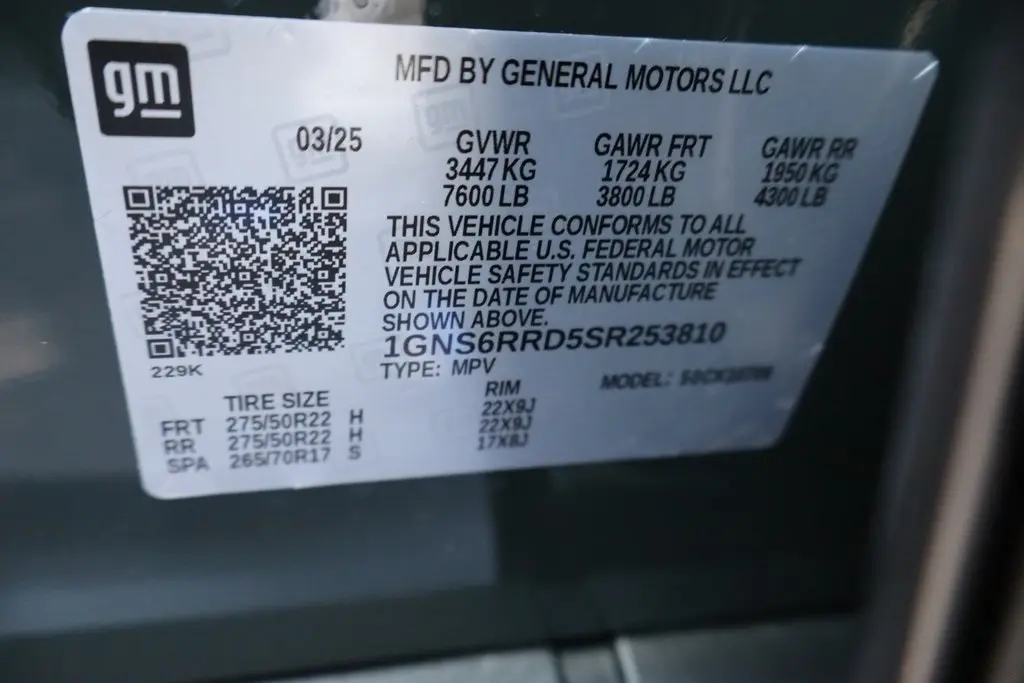 gm
MFD BY GENERAL MOTORS LLC
03/25 GVWR GAWR FRT GAWR RR
3447 KG 1724 KG 1950 KG
7600 LB 3800 LB 4300 LB
THIS VEHICLE CONFORMS TO ALL
APPLICABLE U.S. FEDERAL MOTOR
VEHICLE SAFETY STANDARDS IN EFFECT
ON THE DATE OF MANUFACTURE
SHOWN ABOVE.
1GNS6RRD5SR253810
229K
TYPE: MPV MODEL:
TIRE SIZE RIM
FRT 275/50R22 H 22X9J
RR 275/50R22 H 22X9J
SPA 265/70R17 S 17X8J